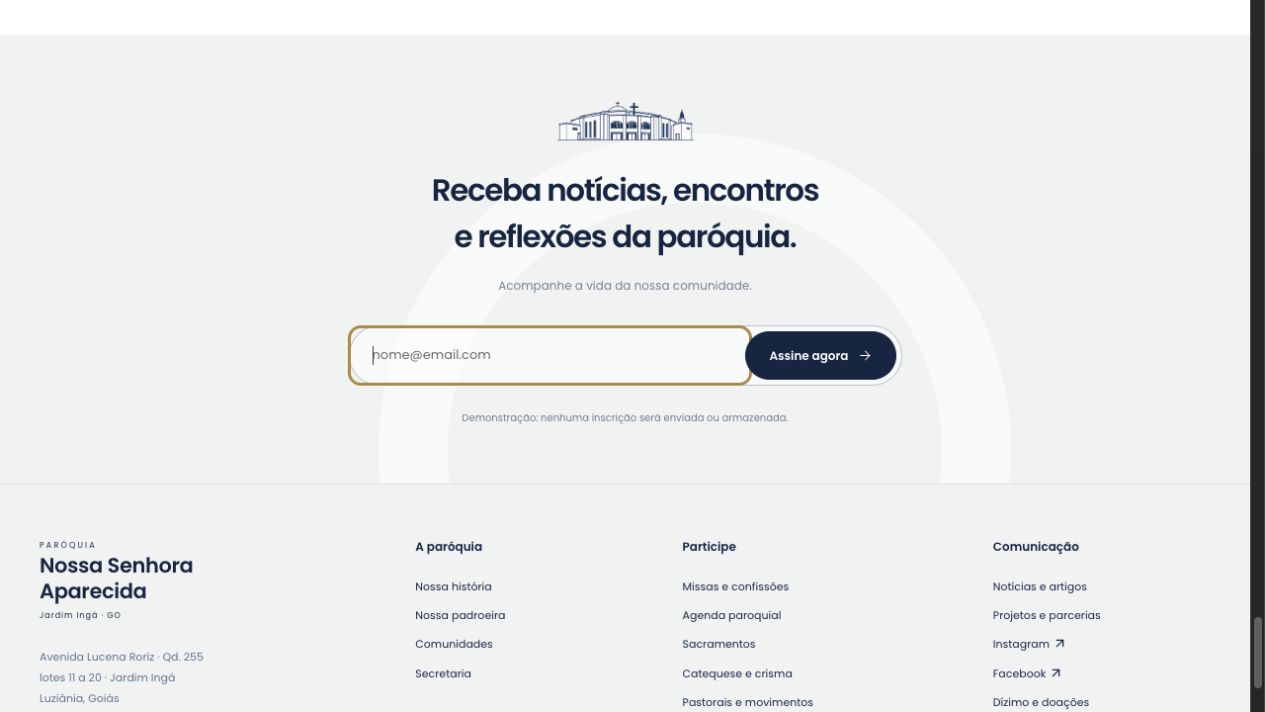 Receba notícias, encontros
e reflexões da paróquia.
Acompanhe a vida da nossa comunidade.
nome@email.com
Assine agora →
Demonstração: nenhuma inscrição será enviada ou armazenada.
PARÓQUIA
Nossa Senhora
Aparecida
Jardim Ingá · GO
Avenida Lucena Roriz · Qd. 255
lotes 11 a 20 · Jardim Ingá
Luziânia, Goiás
A paróquia
Nossa história
Nossa padroeira
Comunidades
Secretaria
Participe
Missas e confissões
Agenda paroquial
Sacramentos
Catequese e crisma
Pastorais e movimentos
Comunicação
Notícias e artigos
Projetos e parcerias
Instagram ↗
Facebook ↗
Dízimo e doações